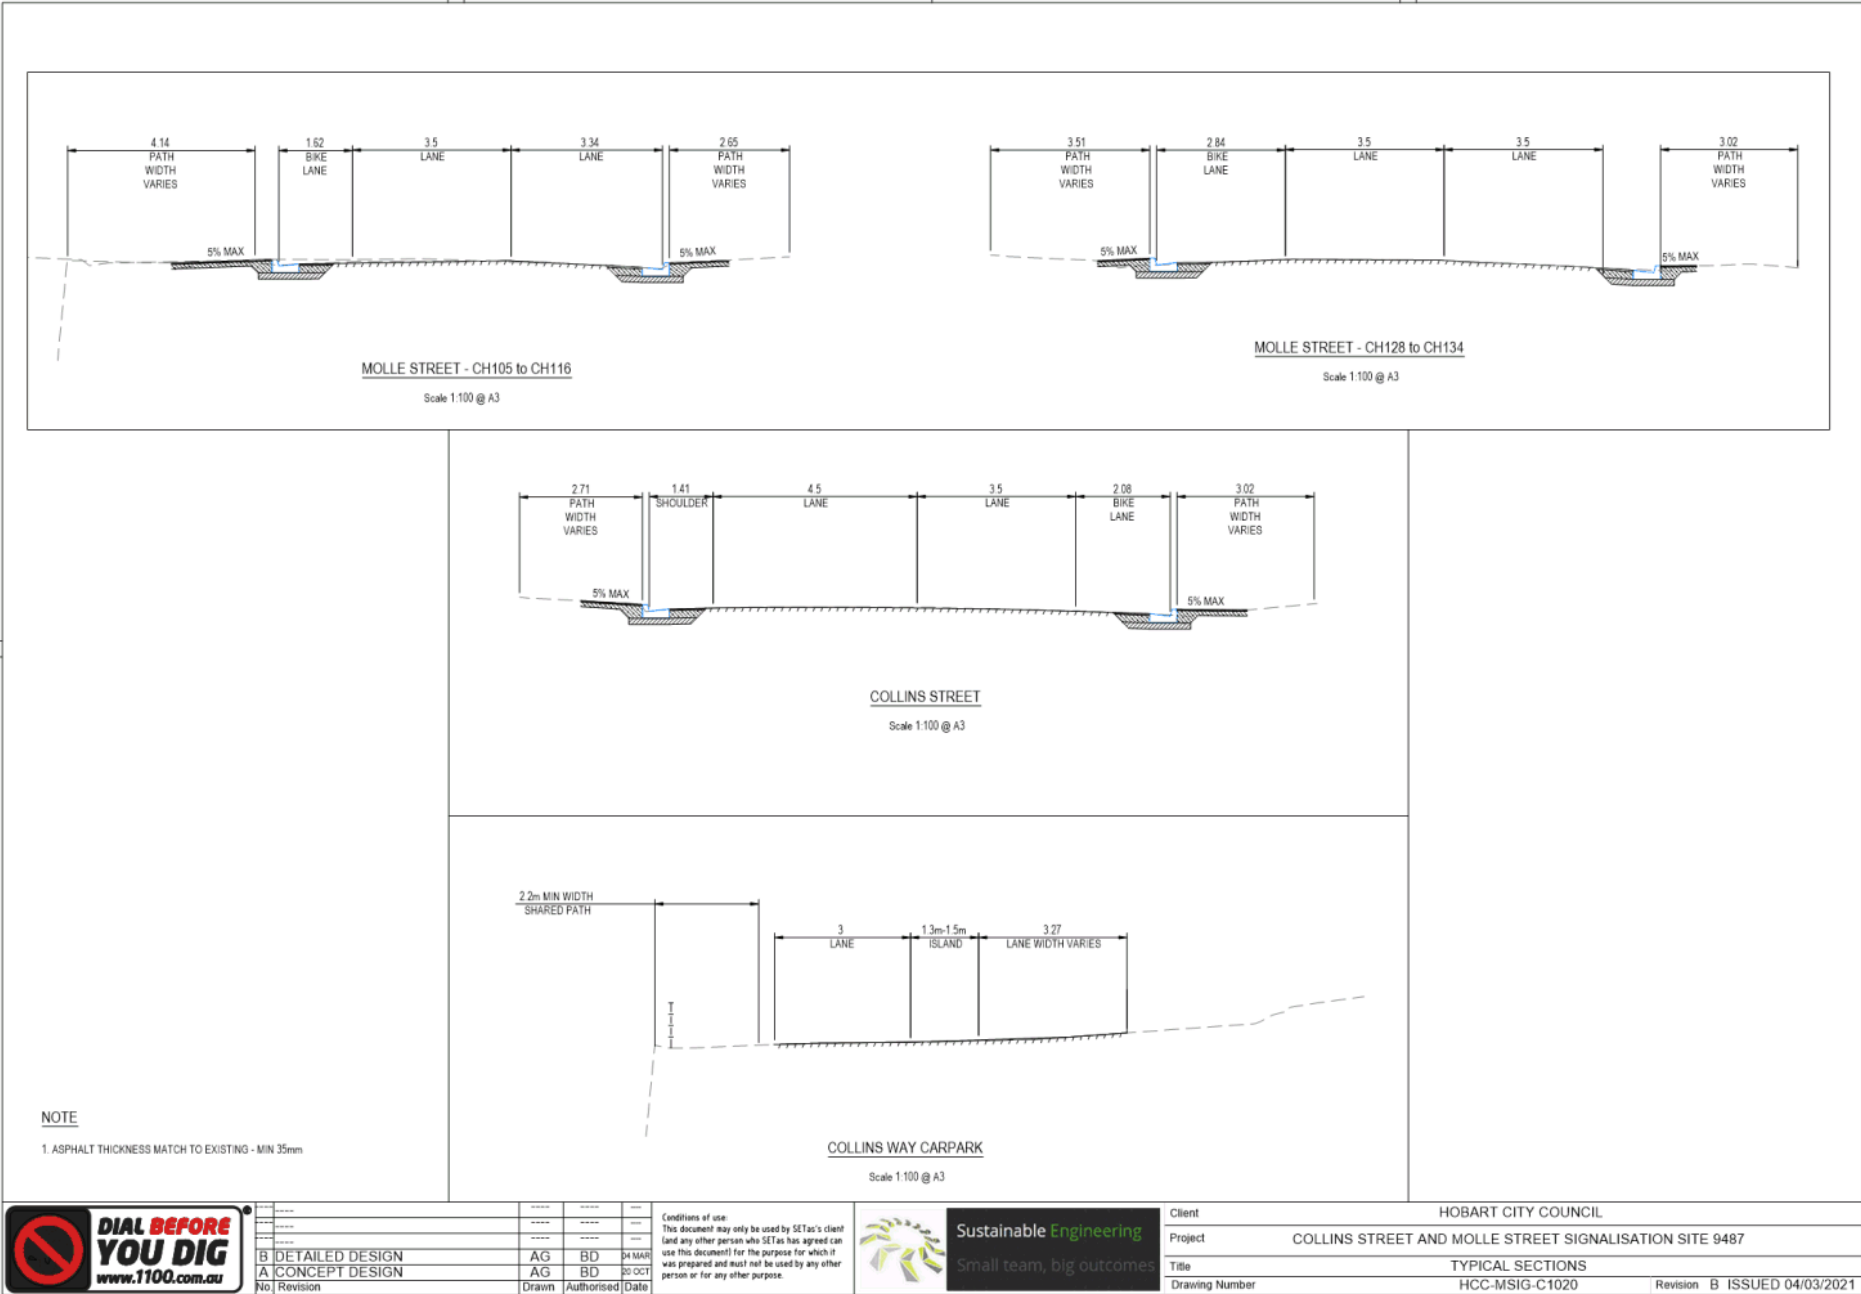 4.14
PATH
WIDTH
VARIES
1.62
BIKE
LANE
3.5
LANE
3.34
LANE
2.65
PATH
WIDTH
VARIES
5% MAX
5% MAX
MOLLE STREET - CH105 to CH116
Scale 1:100 @ A3
3.51
PATH
WIDTH
VARIES
2.84
BIKE
LANE
3.5
LANE
3.5
LANE
3.02
PATH
WIDTH
VARIES
5% MAX
5% MAX
MOLLE STREET - CH128 to CH134
Scale 1:100 @ A3
2.71
PATH
WIDTH
VARIES
1.41
SHOULDER
4.5
LANE
3.5
LANE
2.08
BIKE
LANE
3.02
PATH
WIDTH
VARIES
5% MAX
5% MAX
COLLINS STREET
Scale 1:100 @ A3
2.2m MIN WIDTH
SHARED PATH
3
LANE
1.3m-1.5m
ISLAND
3.27
LANE WIDTH VARIES
COLLINS WAY CARPARK
Scale 1:100 @ A3
NOTE
1. ASPHALT THICKNESS MATCH TO EXISTING - MIN 35mm
DIAL BEFORE
YOU DIG
www.1100.com.au
B DETAILED DESIGN AG BD 04 MAR
A CONCEPT DESIGN AG BD 20 OCT
No. Revision Drawn Authorised Date
Conditions of use:
This document may only be used by SETas's client
(and any other person who SETas has agreed can
use this document) for the purpose for which it
was prepared and must not be used by any other
person or for any other purpose.
Sustainable Engineering
Small team, big outcomes
Client HOBART CITY COUNCIL
Project COLLINS STREET AND MOLLE STREET SIGNALISATION SITE 9487
Title TYPICAL SECTIONS
Drawing Number HCC-MSIG-C1020 Revision B ISSUED 04/03/2021